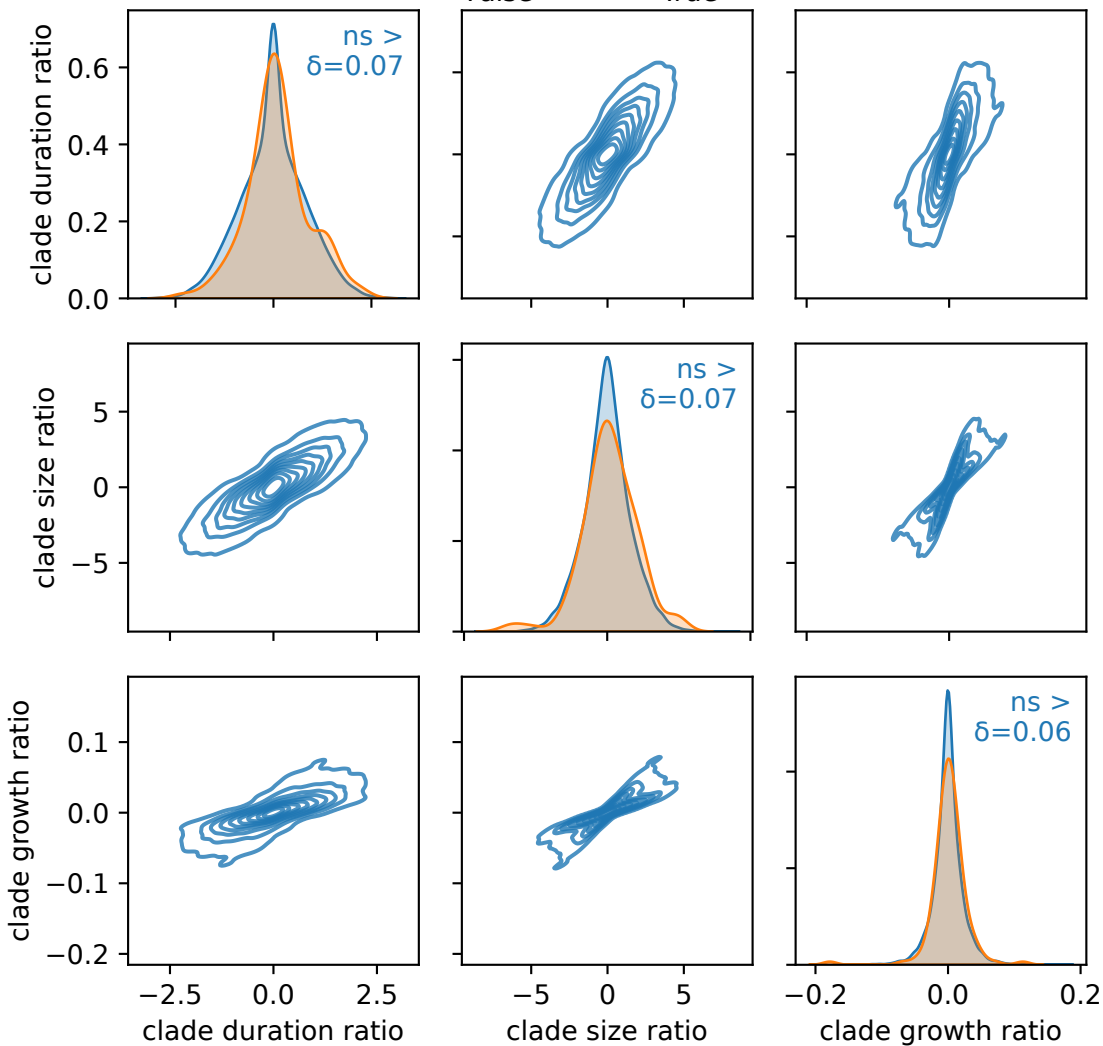 clade duration ratio
0.6
0.4
0.2
0.0
ns >
δ=0.07
clade size ratio
5
0
−5
ns >
δ=0.07
clade growth ratio
0.1
0.0
−0.1
−0.2
ns >
δ=0.06
−2.5 0.0 2.5
−5 0 5
−0.2 0.0 0.2
clade duration ratio
clade size ratio
clade growth ratio